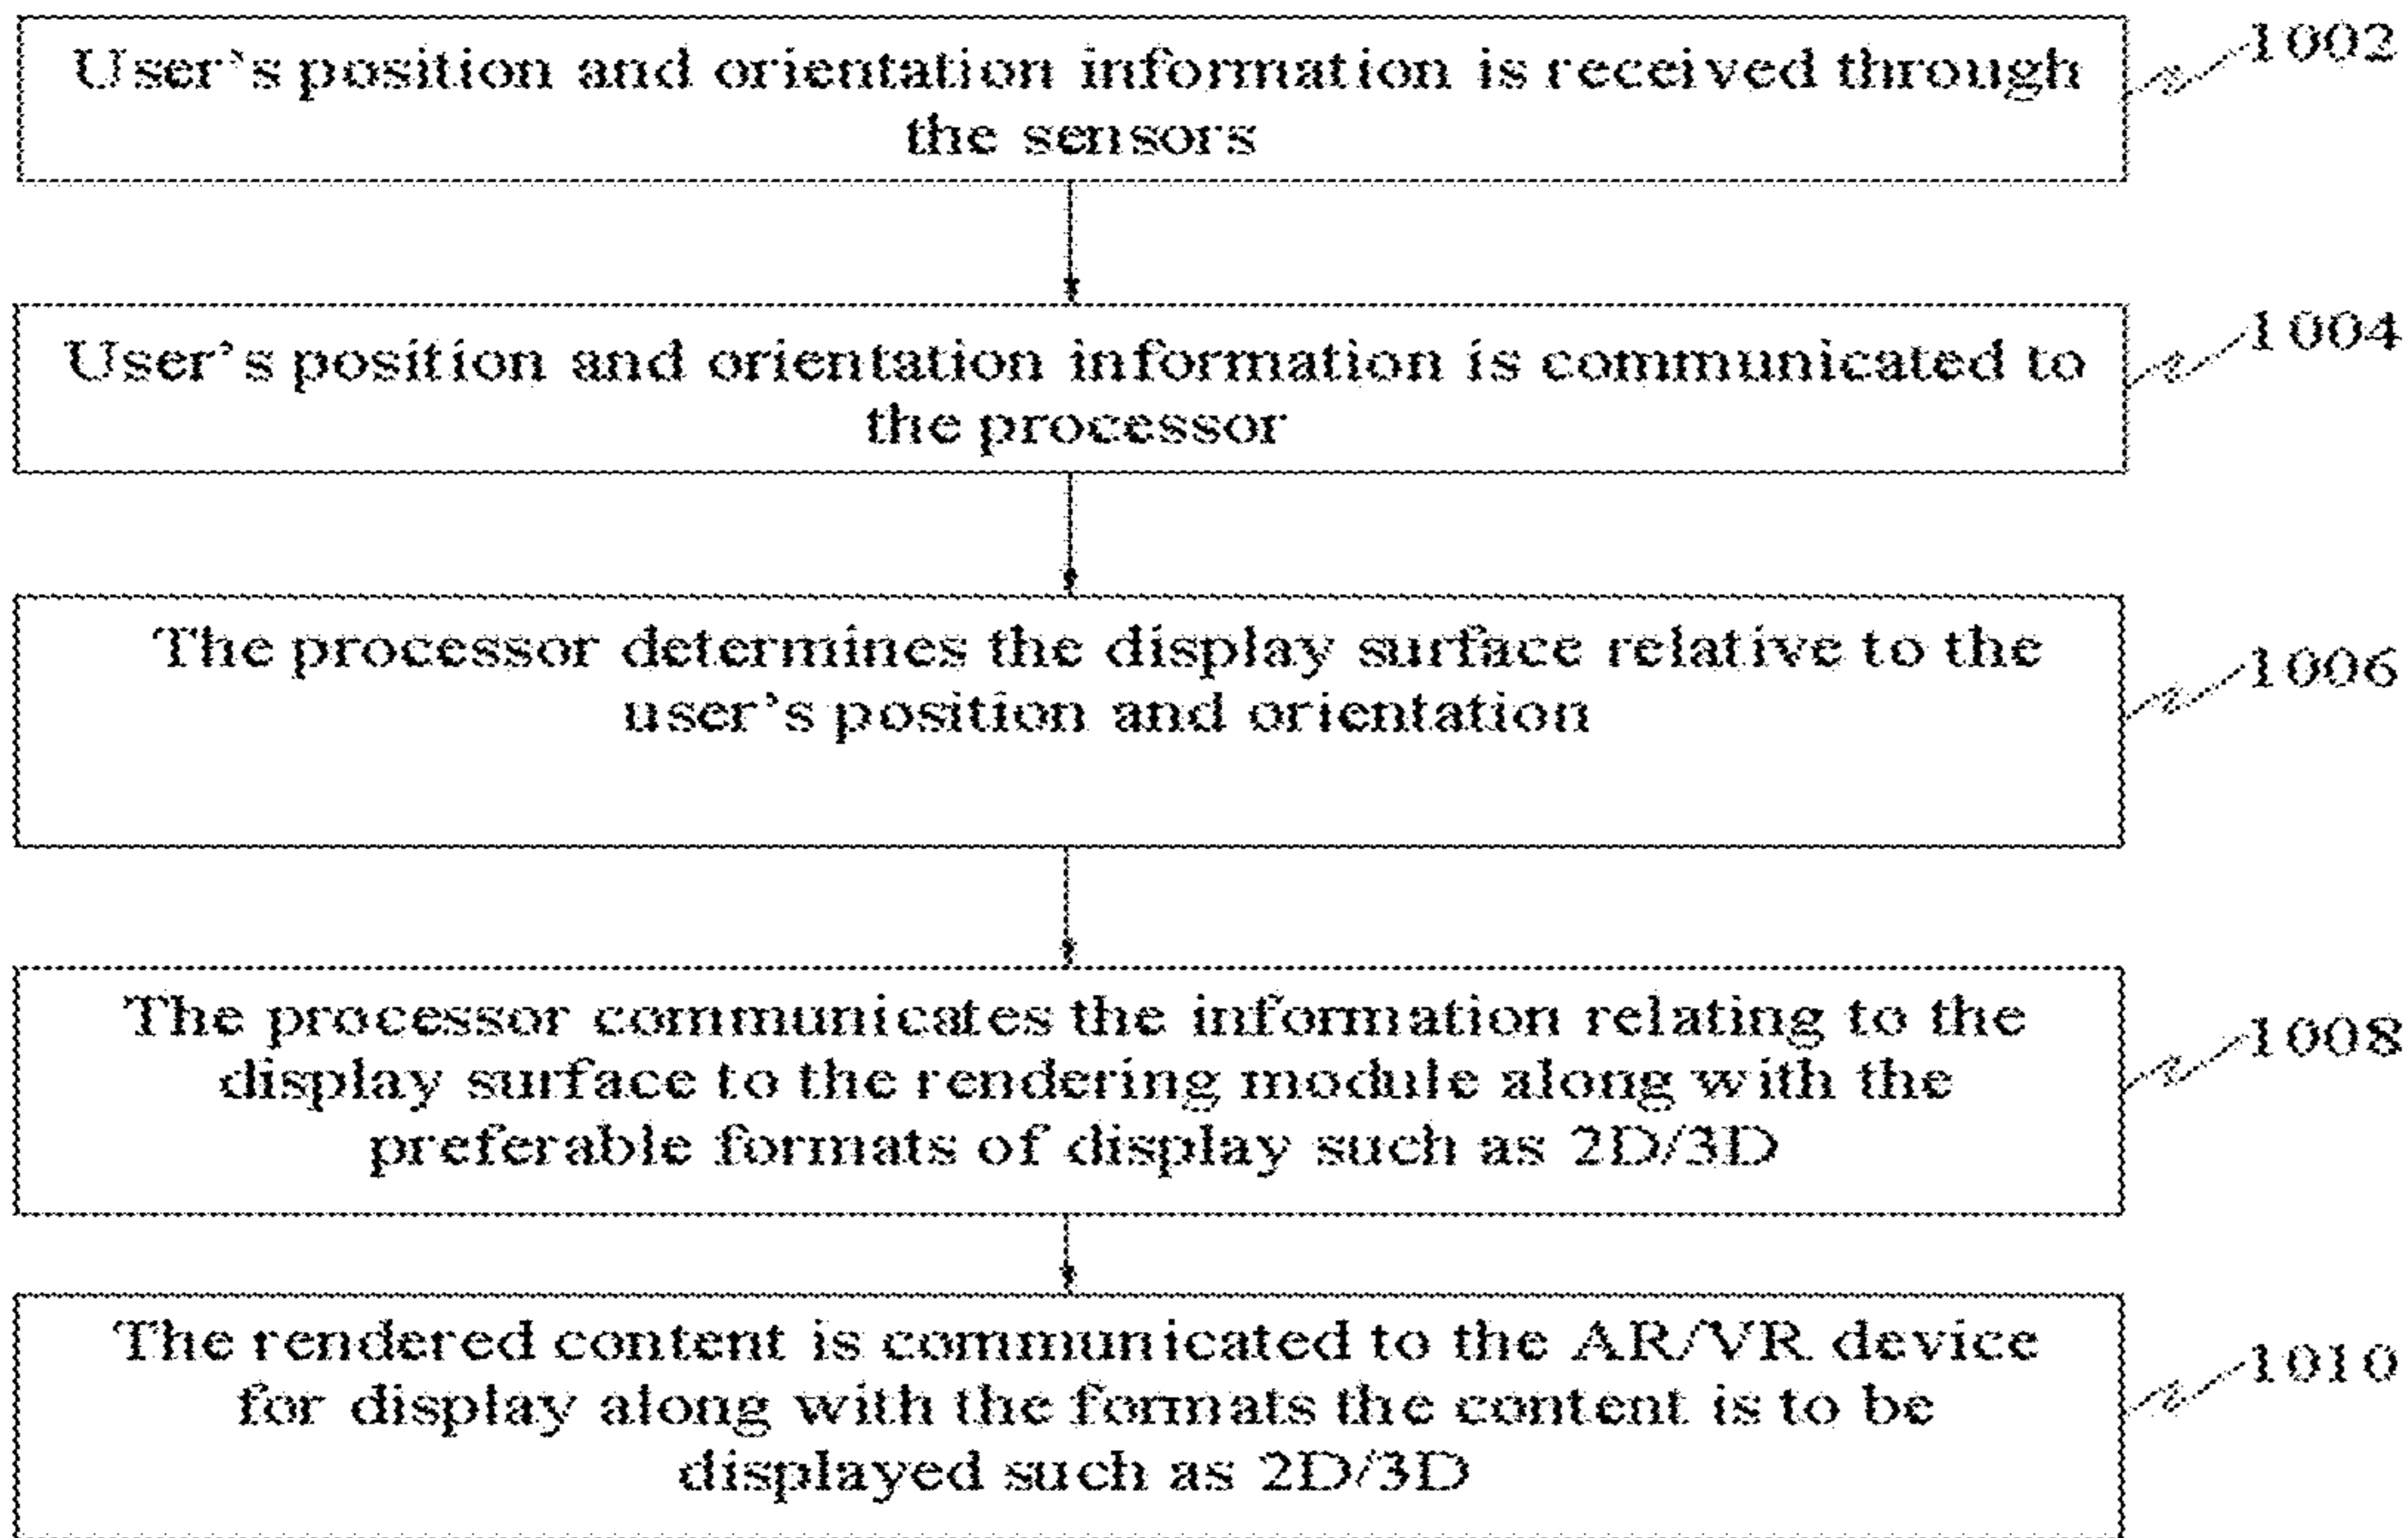 User's position and orientation information is received through
the sensors
1002
User's position and orientation information is communicated to
the processor
1004
The processor determines the display surface relative to the
user's position and orientation
1006
The processor communicates the information relating to the
display surface to the rendering module along with the
preferable formats of display such as 2D/3D
1008
The rendered content is communicated to the AR/VR device
for display along with the formats the content is to be
displayed such as 2D/3D
1010